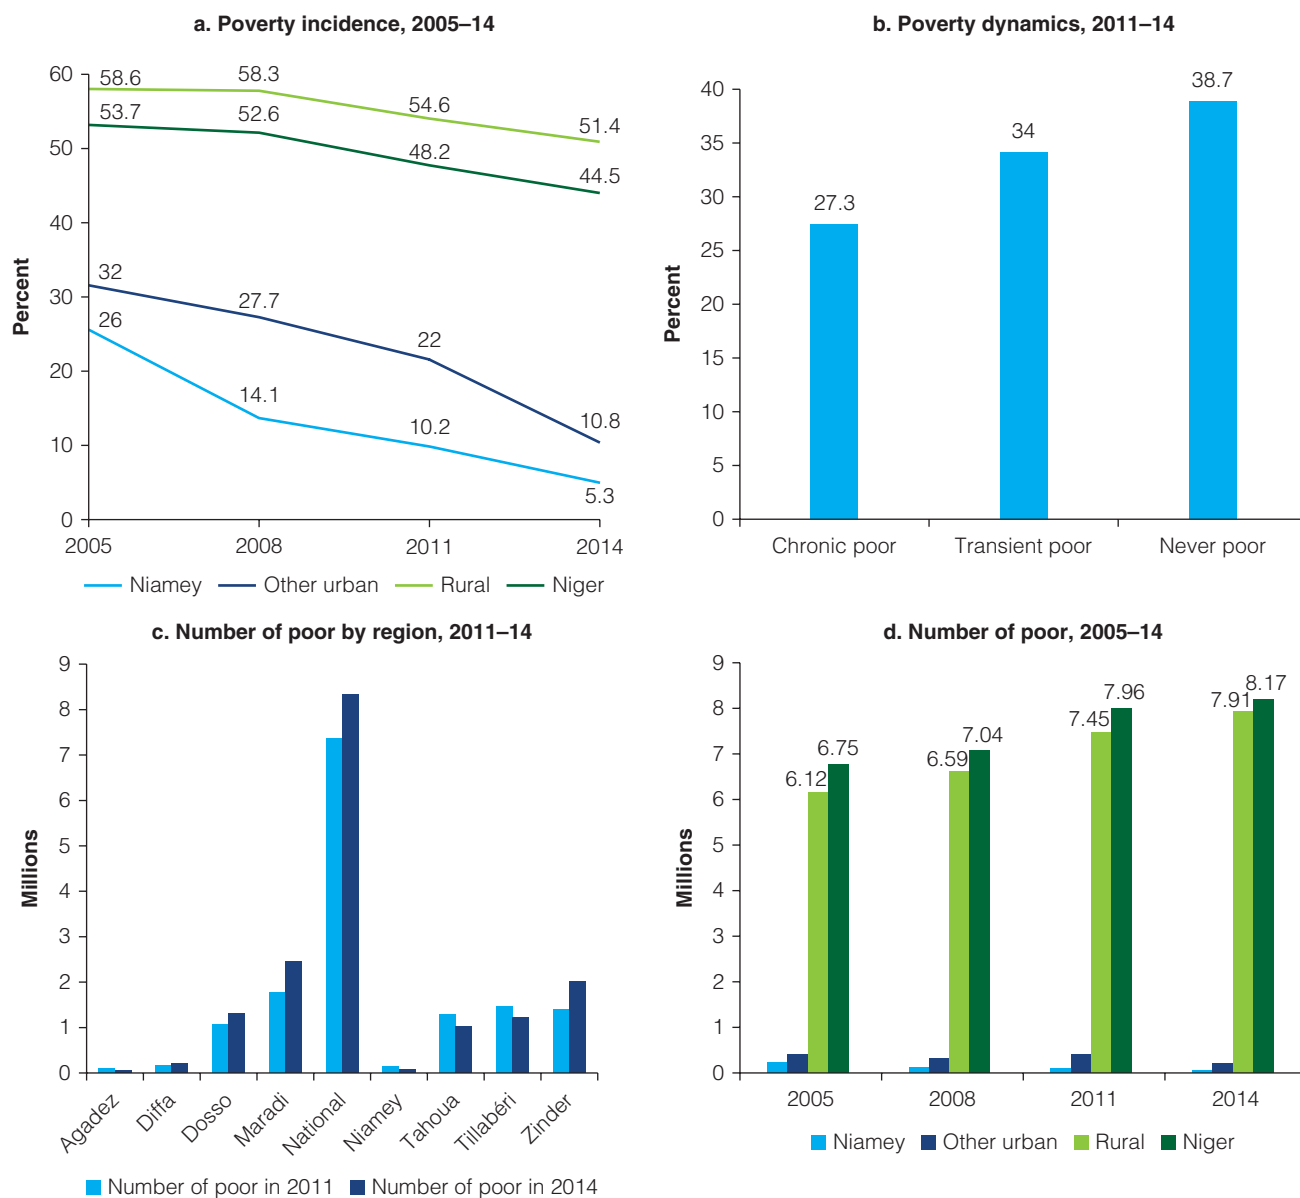 a. Poverty incidence, 2005–14
60
50
40
30
20
10
0
Percent
58.6
58.3
54.6
51.4
53.7
52.6
48.2
44.5
32
27.7
22
10.8
26
14.1
10.2
5.3
2005 2008 2011 2014
Niamey Other urban Rural Niger
b. Poverty dynamics, 2011–14
40
35
30
25
20
15
10
5
0
Percent
27.3
34
38.7
Chronic poor Transient poor Never poor
c. Number of poor by region, 2011–14
9
8
7
6
5
4
3
2
1
0
Millions
Agadez
Diffa
Dosso
Maradi
National
Niamey
Tahoua
Tillabéri
Zinder
Number of poor in 2011 Number of poor in 2014
d. Number of poor, 2005–14
9
8
7
6
5
4
3
2
1
0
Millions
6.12
6.75
6.59
7.04
7.45
7.96
7.91
8.17
2005 2008 2011 2014
Niamey Other urban Rural Niger